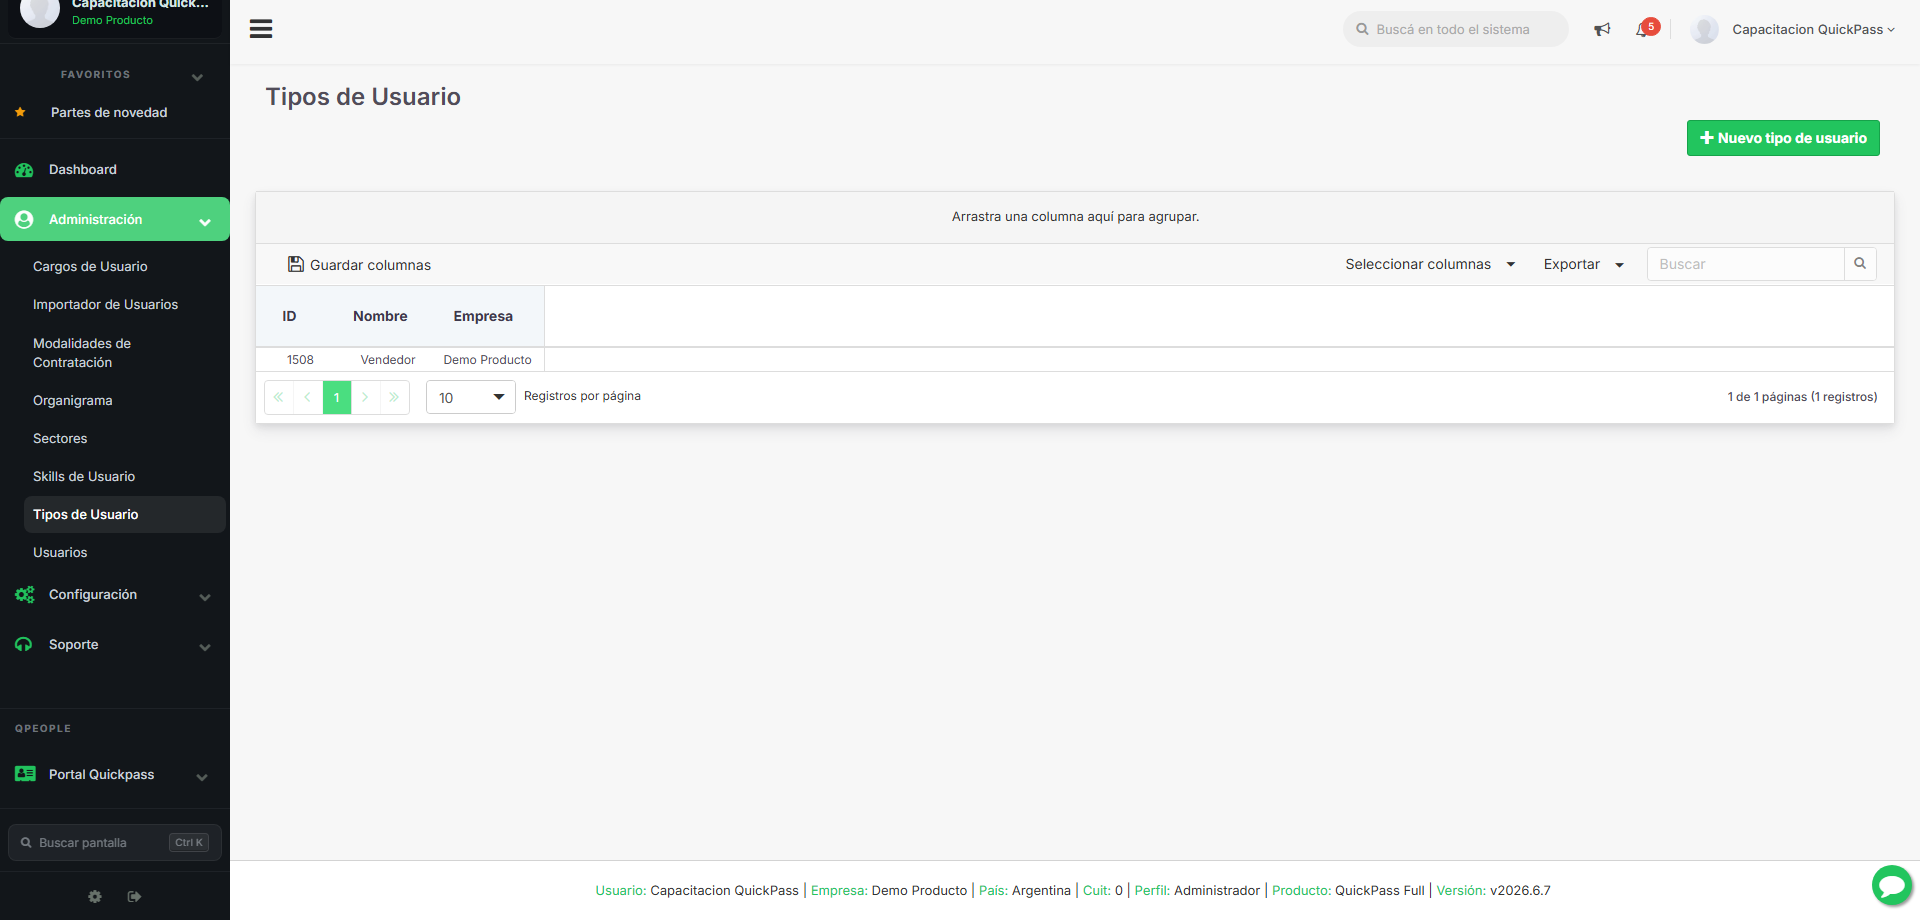 Capacitacion Quick...
Demo Producto
FAVORITOS
Partes de novedad
Dashboard
Administración
Cargos de Usuario
Importador de Usuarios
Modalidades de
Contratación
Organigrama
Sectores
Skills de Usuario
Tipos de Usuario
Usuarios
Configuración
Soporte
QPEOPLE
Portal Quickpass
Buscar pantalla
Ctrl K
Buscá en todo el sistema
5
Capacitacion QuickPass
Tipos de Usuario
Nuevo tipo de usuario
Arrastra una columna aquí para agrupar.
Guardar columnas
Seleccionar columnas
Exportar
Buscar
ID Nombre Empresa
1508 Vendedor Demo Producto
« ‹ 1 › »
10
Registros por página
1 de 1 páginas (1 registros)
Usuario: Capacitacion QuickPass | Empresa: Demo Producto | País: Argentina | Cuit: 0 | Perfil: Administrador | Producto: QuickPass Full | Versión: v2026.6.7